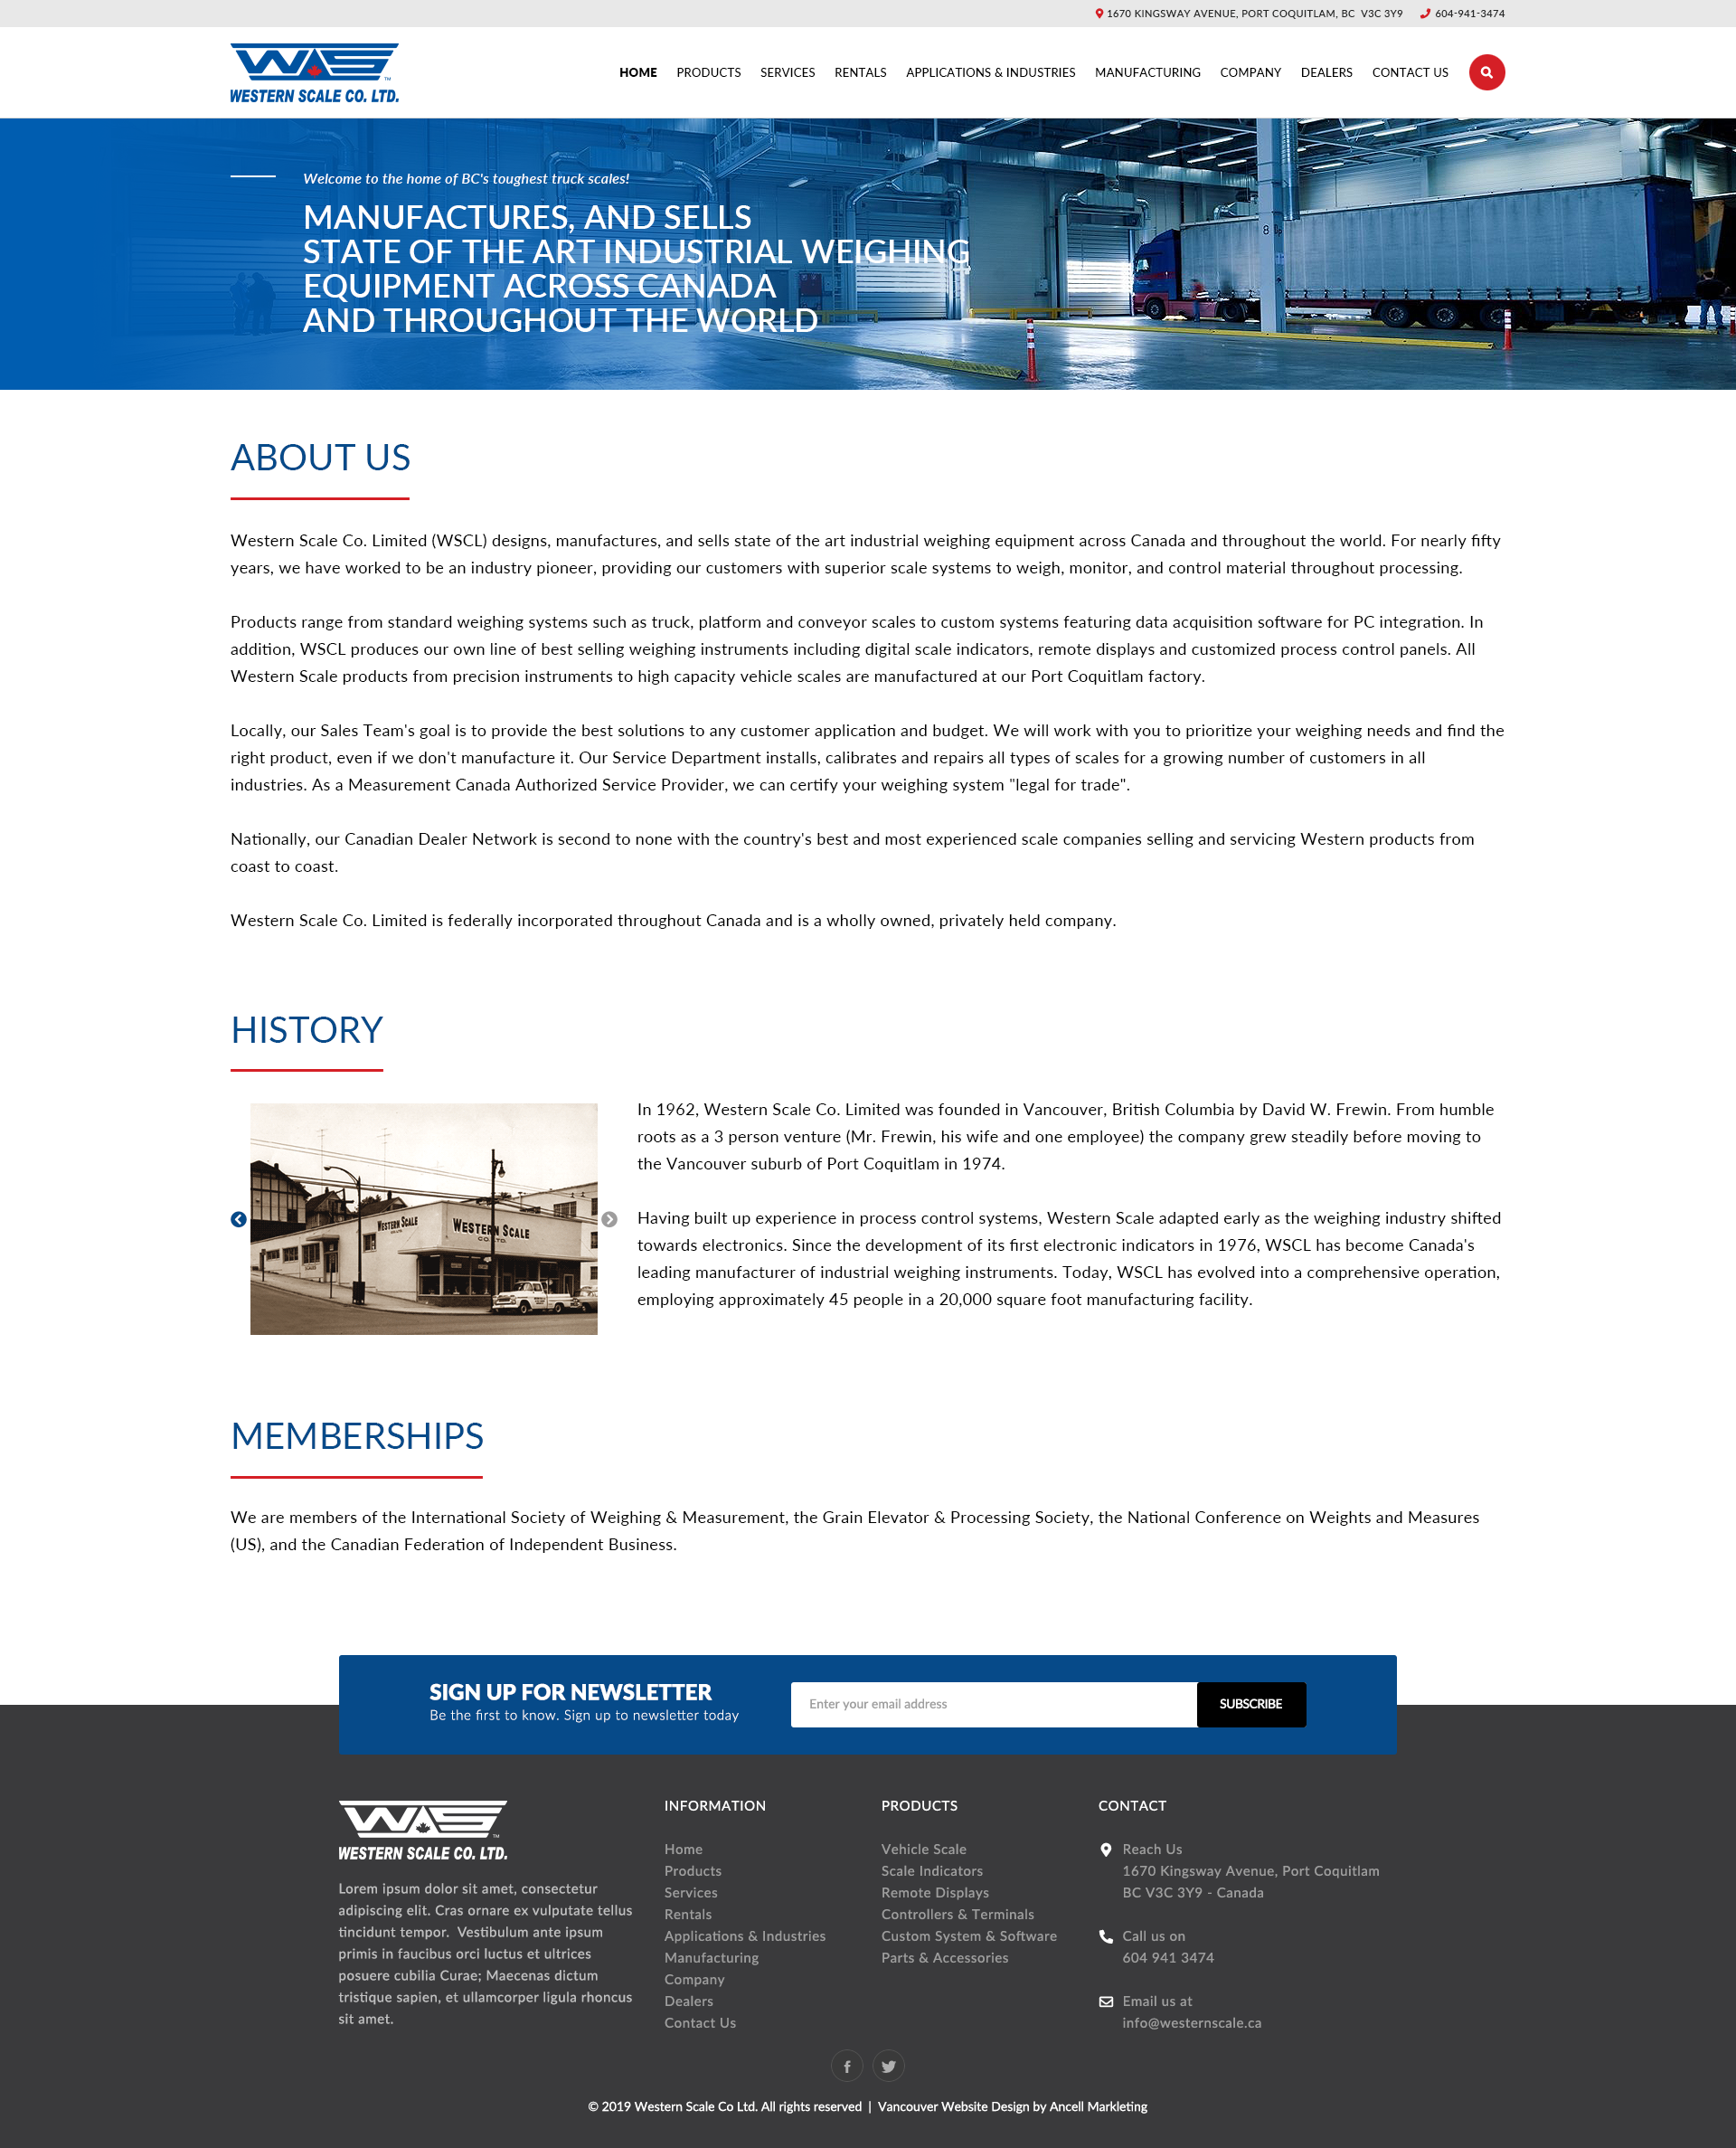 1670 KINGSWAY AVENUE, PORT COQUITLAM, BC V3C 3Y9 604-941-3474
WESTERN SCALE CO. LTD.
HOME PRODUCTS SERVICES RENTALS APPLICATIONS & INDUSTRIES MANUFACTURING COMPANY DEALERS CONTACT US
Welcome to the home of BC's toughest truck scales!
MANUFACTURES, AND SELLS
STATE OF THE ART INDUSTRIAL WEIGHING
EQUIPMENT ACROSS CANADA
AND THROUGHOUT THE WORLD
ABOUT US
Western Scale Co. Limited (WSCL) designs, manufactures, and sells state of the art industrial weighing equipment across Canada and throughout the world. For nearly fifty
years, we have worked to be an industry pioneer, providing our customers with superior scale systems to weigh, monitor, and control material throughout processing.
Products range from standard weighing systems such as truck, platform and conveyor scales to custom systems featuring data acquisition software for PC integration. In
addition, WSCL produces our own line of best selling weighing instruments including digital scale indicators, remote displays and customized process control panels. All
Western Scale products from precision instruments to high capacity vehicle scales are manufactured at our Port Coquitlam factory.
Locally, our Sales Team's goal is to provide the best solutions to any customer application and budget. We will work with you to prioritize your weighing needs and find the
right product, even if we don't manufacture it. Our Service Department installs, calibrates and repairs all types of scales for a growing number of customers in all
industries. As a Measurement Canada Authorized Service Provider, we can certify your weighing system "legal for trade".
Nationally, our Canadian Dealer Network is second to none with the country's best and most experienced scale companies selling and servicing Western products from
coast to coast.
Western Scale Co. Limited is federally incorporated throughout Canada and is a wholly owned, privately held company.
HISTORY
WESTERN SCALE
WESTERN SCALE
CO. LTD.
In 1962, Western Scale Co. Limited was founded in Vancouver, British Columbia by David W. Frewin. From humble
roots as a 3 person venture (Mr. Frewin, his wife and one employee) the company grew steadily before moving to
the Vancouver suburb of Port Coquitlam in 1974.
Having built up experience in process control systems, Western Scale adapted early as the weighing industry shifted
towards electronics. Since the development of its first electronic indicators in 1976, WSCL has become Canada's
leading manufacturer of industrial weighing instruments. Today, WSCL has evolved into a comprehensive operation,
employing approximately 45 people in a 20,000 square foot manufacturing facility.
MEMBERSHIPS
We are members of the International Society of Weighing & Measurement, the Grain Elevator & Processing Society, the National Conference on Weights and Measures
(US), and the Canadian Federation of Independent Business.
SIGN UP FOR NEWSLETTER
Be the first to know. Sign up to newsletter today
Enter your email address
SUBSCRIBE
WESTERN SCALE CO. LTD.
Lorem ipsum dolor sit amet, consectetur
adipiscing elit. Cras ornare ex vulputate tellus
tincidunt tempor. Vestibulum ante ipsum
primis in faucibus orci luctus et ultrices
posuere cubilia Curae; Maecenas dictum
tristique sapien, et ullamcorper ligula rhoncus
sit amet.
INFORMATION
Home
Products
Services
Rentals
Applications & Industries
Manufacturing
Company
Dealers
Contact Us
PRODUCTS
Vehicle Scale
Scale Indicators
Remote Displays
Controllers & Terminals
Custom System & Software
Parts & Accessories
CONTACT
Reach Us
1670 Kingsway Avenue, Port Coquitlam
BC V3C 3Y9 - Canada
Call us on
604 941 3474
Email us at
info@westernscale.ca
© 2019 Western Scale Co Ltd. All rights reserved | Vancouver Website Design by Ancell Markleting